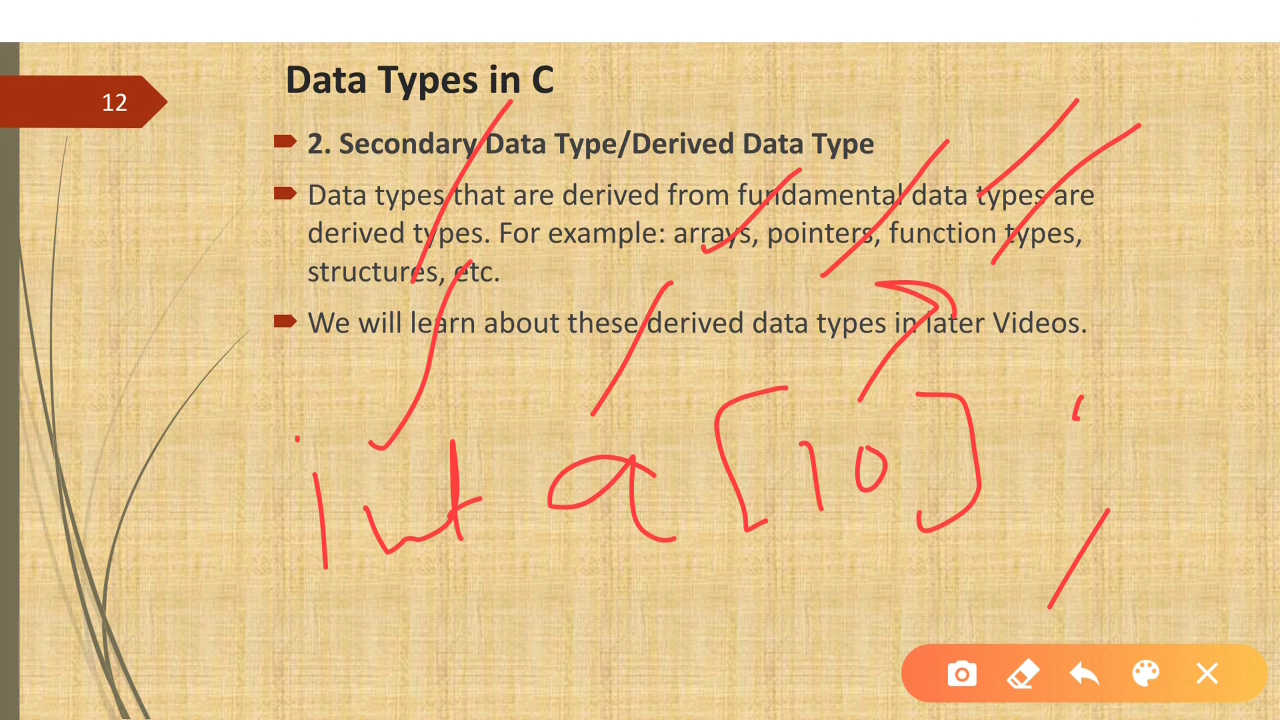 Data Types in C
12
2. Secondary Data Type/Derived Data Type
Data types that are derived from fundamental data types are
derived types. For example: arrays, pointers, function types,
structures, etc.
We will learn about these derived data types in later Videos.
int a [10] ;